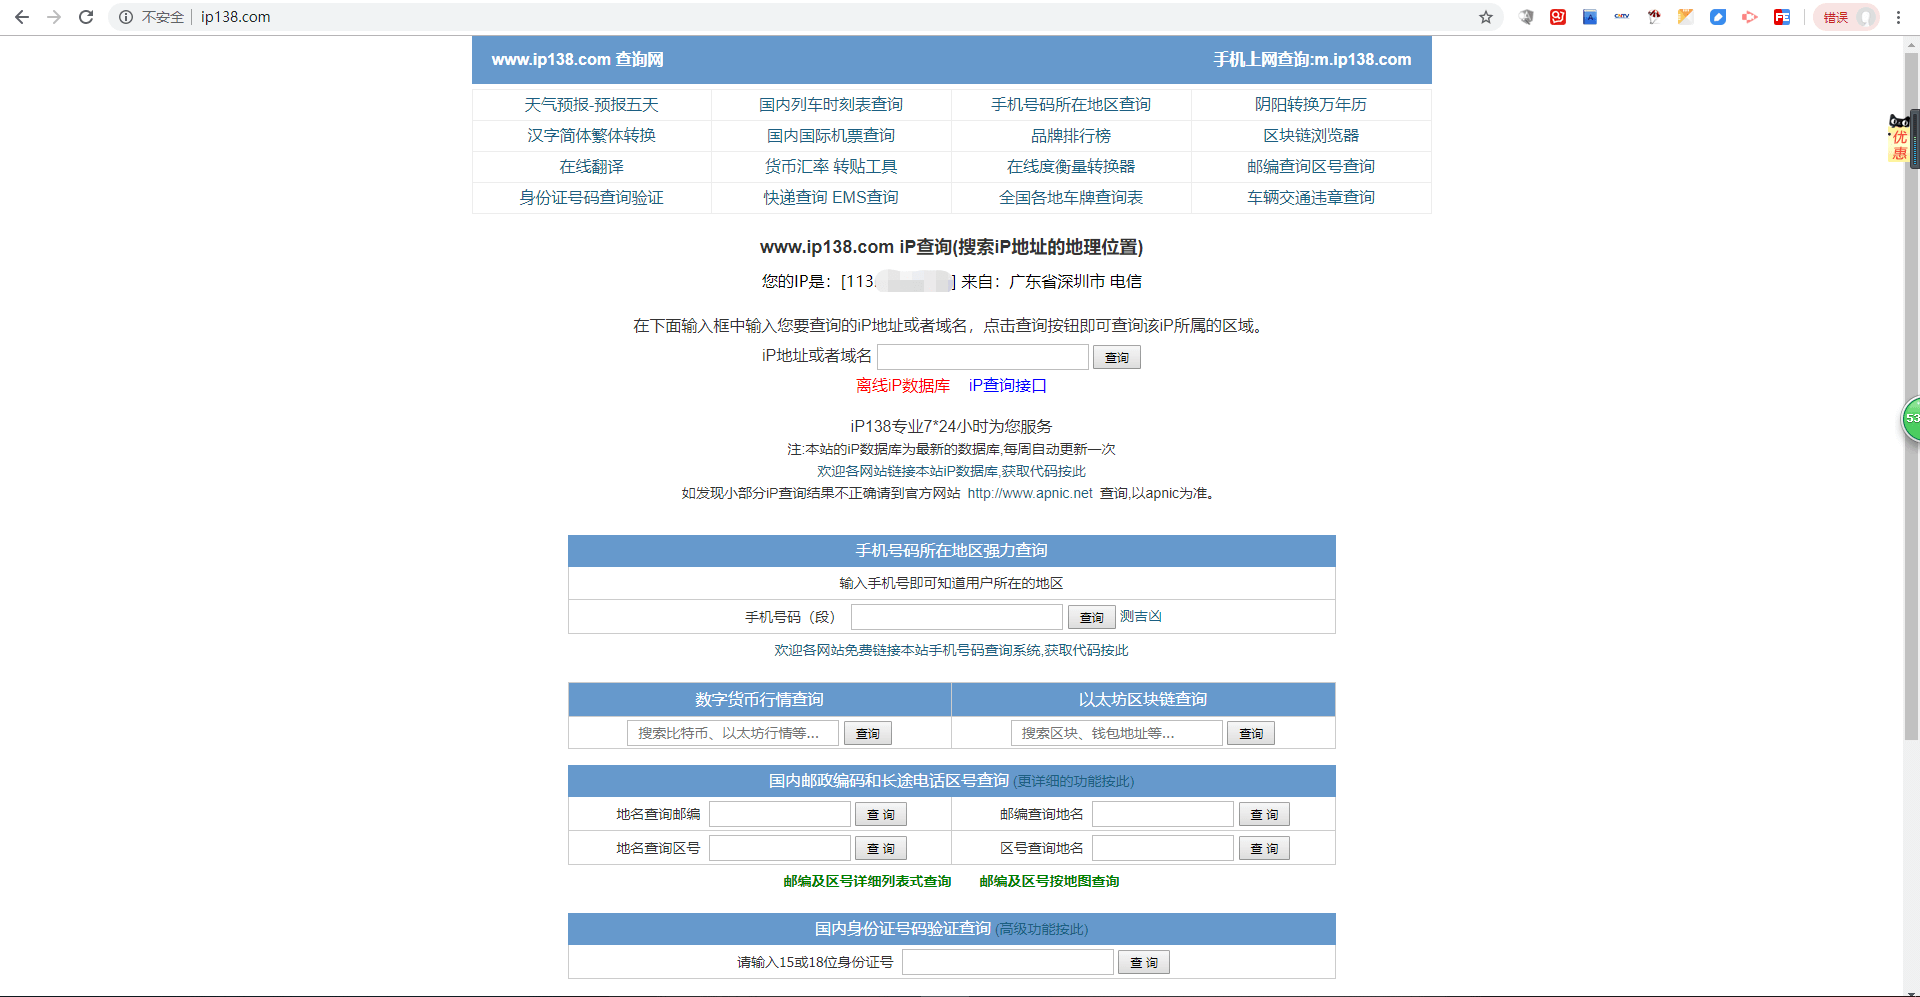 不安全 | ip138.com
错误
www.ip138.com 查询网 手机上网查询:m.ip138.com
天气预报-预报五天 国内列车时刻表查询 手机号码所在地区查询 阴阳转换万年历
汉字简体繁体转换 国内国际机票查询 品牌排行榜 区块链浏览器
在线翻译 货币汇率 转贴工具 在线度衡量转换器 邮编查询区号查询
身份证号码查询验证 快递查询 EMS查询 全国各地车牌查询表 车辆交通违章查询
优惠
www.ip138.com iP查询(搜索iP地址的地理位置)
您的IP是：[113.] 来自：广东省深圳市 电信
在下面输入框中输入您要查询的iP地址或者域名，点击查询按钮即可查询该iP所属的区域。
iP地址或者域名 查询
离线iP数据库 iP查询接口
53
iP138专业7*24小时为您服务
注:本站的iP数据库为最新的数据库,每周自动更新一次
欢迎各网站链接本站iP数据库,获取代码按此
如发现小部分iP查询结果不正确请到官方网站 http://www.apnic.net 查询,以apnic为准。
手机号码所在地区强力查询
输入手机号即可知道用户所在的地区
手机号码（段） 查询 测吉凶
欢迎各网站免费链接本站手机号码查询系统,获取代码按此
数字货币行情查询 以太坊区块链查询
搜索比特币、以太坊行情等... 查询 搜索区块、钱包地址等... 查询
国内邮政编码和长途电话区号查询 (更详细的功能按此)
地名查询邮编 查 询 邮编查询地名 查 询
地名查询区号 查 询 区号查询地名 查 询
邮编及区号详细列表式查询 邮编及区号按地图查询
国内身份证号码验证查询 (高级功能按此)
请输入15或18位身份证号 查 询